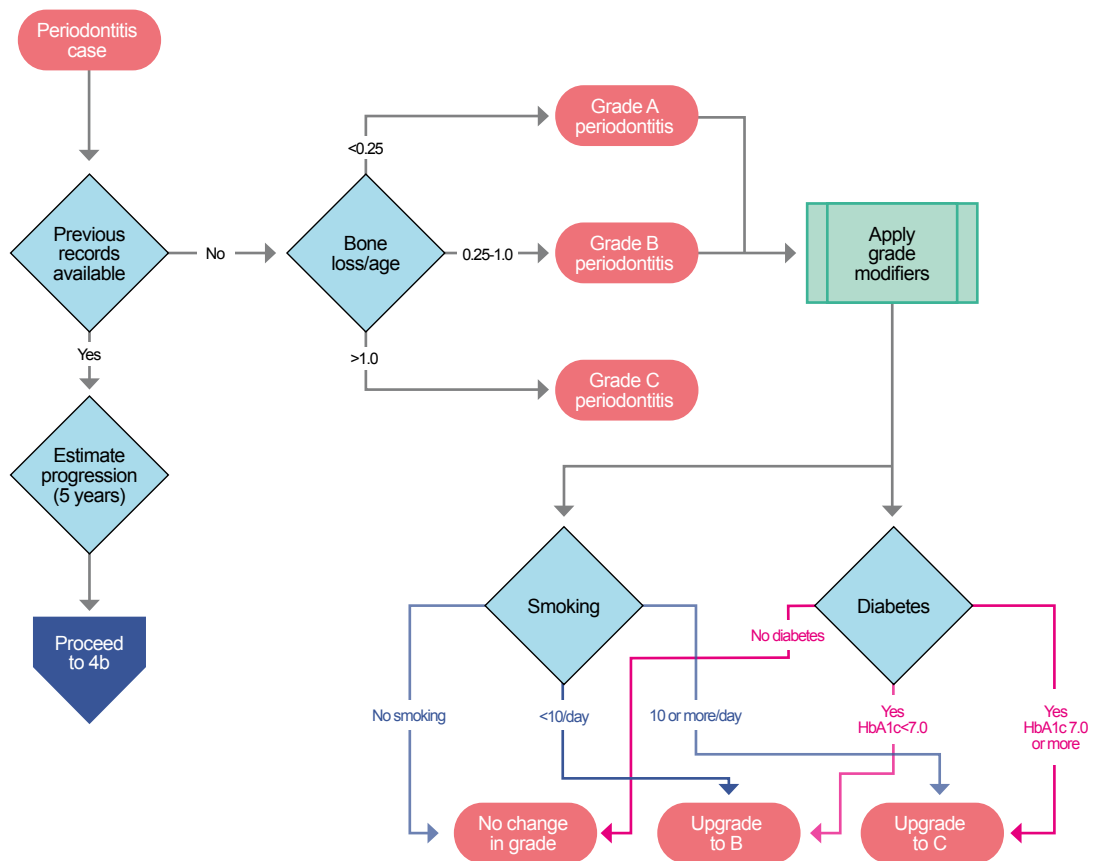 Periodontitis
case
Previous
records
available
No
Yes
Estimate
progression
(5 years)
Proceed
to 4b
Bone
loss/age
<0.25
0.25-1.0
>1.0
Grade A
periodontitis
Grade B
periodontitis
Grade C
periodontitis
Apply
grade
modifiers
Smoking
Diabetes
No smoking
<10/day
10 or more/day
No diabetes
Yes
HbA1c<7.0
Yes
HbA1c 7.0
or more
No change
in grade
Upgrade
to B
Upgrade
to C